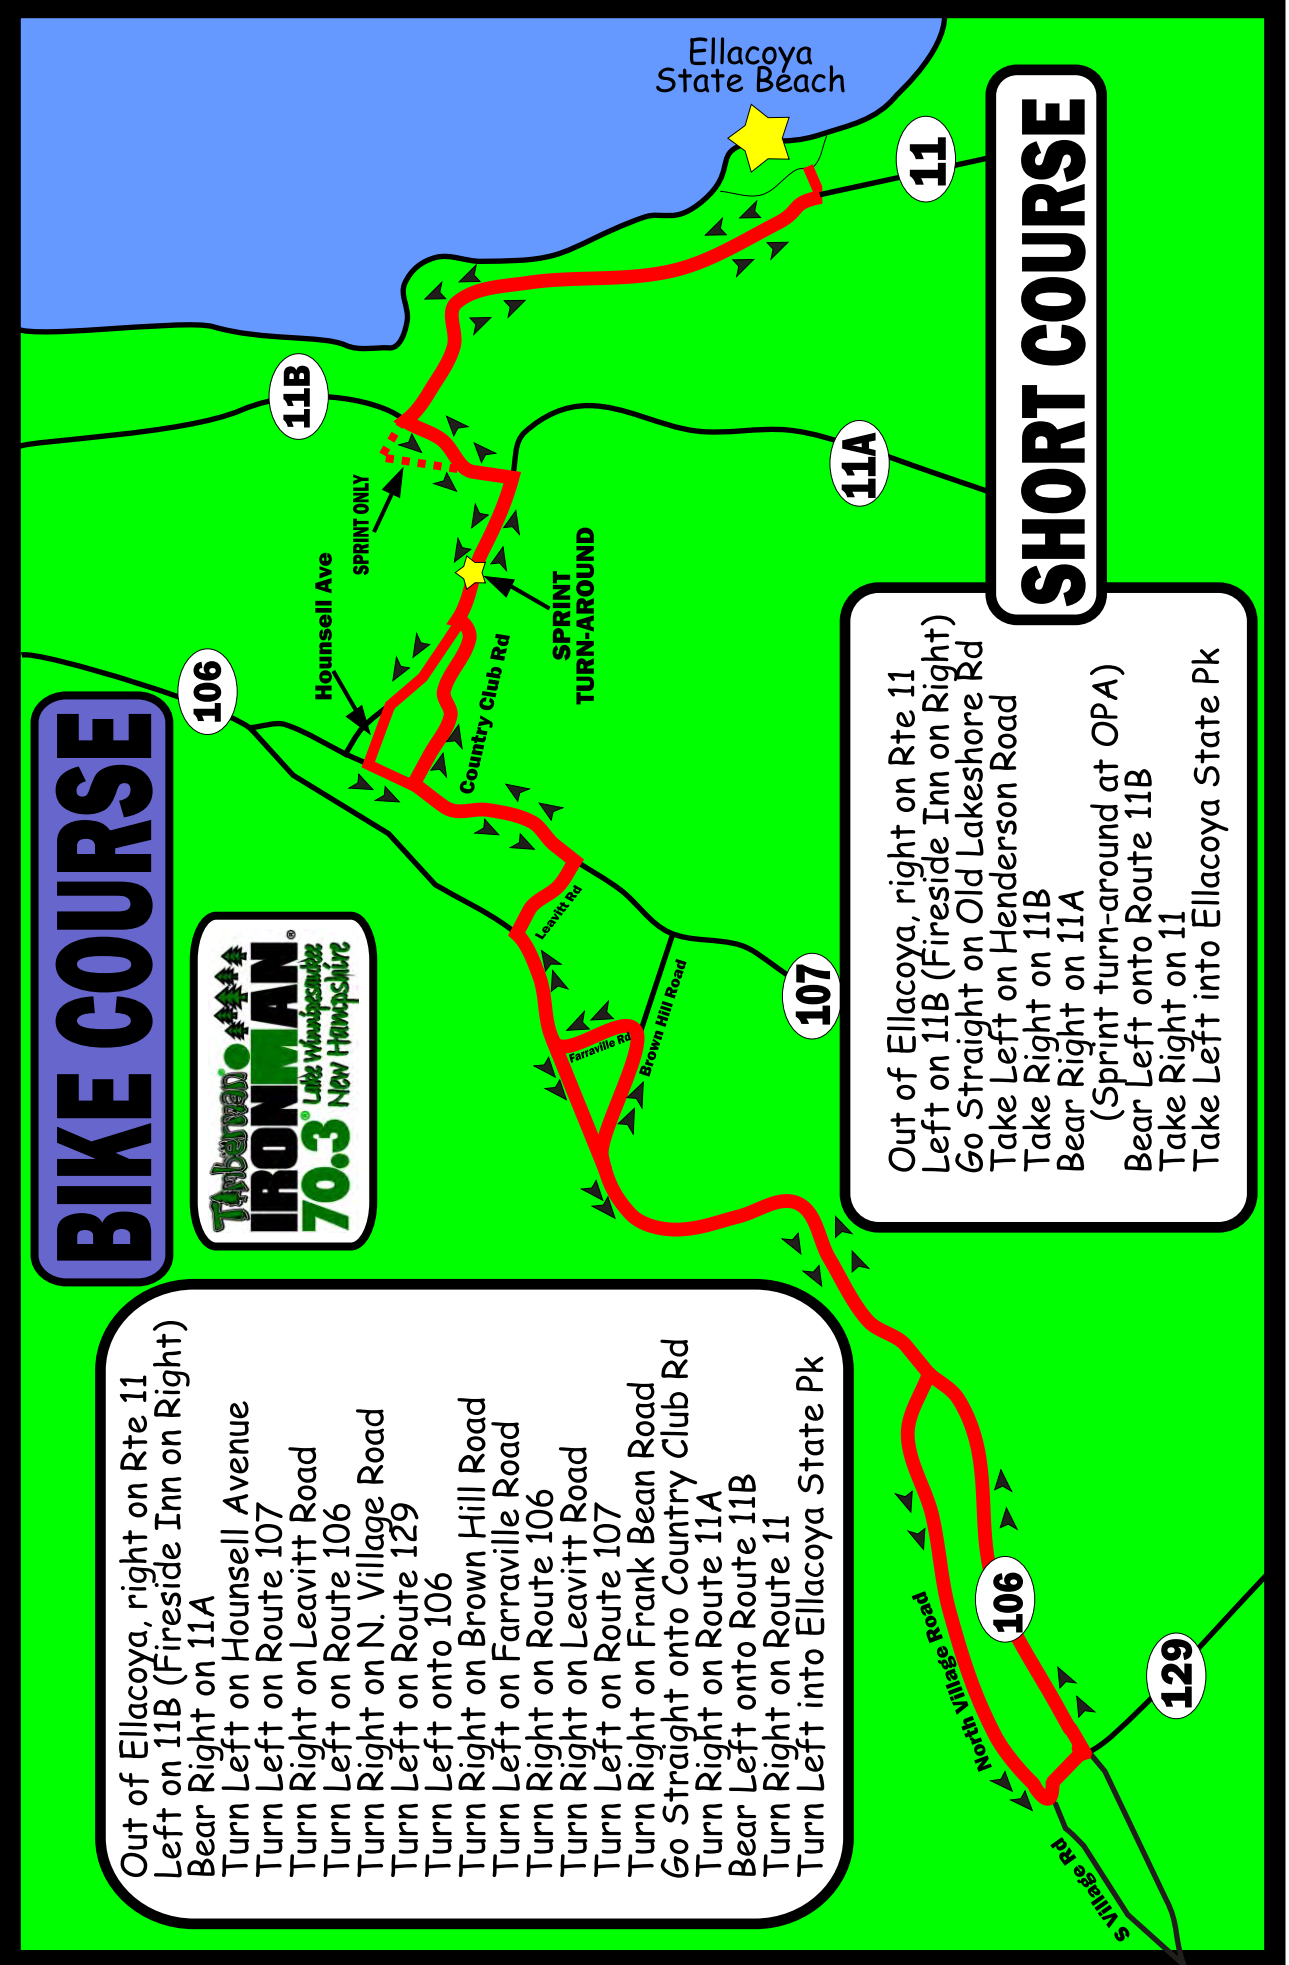 BIKE COURSE
Timberman
IRONMAN®
70.3® Lake Winnipesaukee
New Hampshire
Out of Ellacoya, right on Rte 11
Left on 11B (Fireside Inn on Right)
Bear Right on 11A
Turn Left on Hounsell Avenue
Turn Left on Route 107
Turn Right on Leavitt Road
Turn Left on Route 106
Turn Right on N. Village Road
Turn Left on Route 129
Turn Left onto 106
Turn Right on Brown Hill Road
Turn Left on Farraville Road
Turn Right on Route 106
Turn Right on Leavitt Road
Turn Left on Route 107
Turn Right on Frank Bean Road
Go Straight onto Country Club Rd
Turn Right on Route 11A
Bear Left onto Route 11B
Turn Right on Route 11
Turn Left into Ellacoya State Pk
106
Hounsell Ave
11B
SPRINT ONLY
Ellacoya
State Beach
Country Club Rd
SPRINT
TURN-AROUND
Leavitt Rd
Farraville Rd
Brown Hill Road
107
11A
11
North Village Road
106
S Village Rd
129
SHORT COURSE
Out of Ellacoya, right on Rte 11
Left on 11B (Fireside Inn on Right)
Go Straight on Old Lakeshore Rd
Take Left on Henderson Road
Take Right on 11B
Bear Right on 11A
(Sprint turn-around at OPA)
Bear Left onto Route 11B
Take Right on 11
Take Left into Ellacoya State Pk